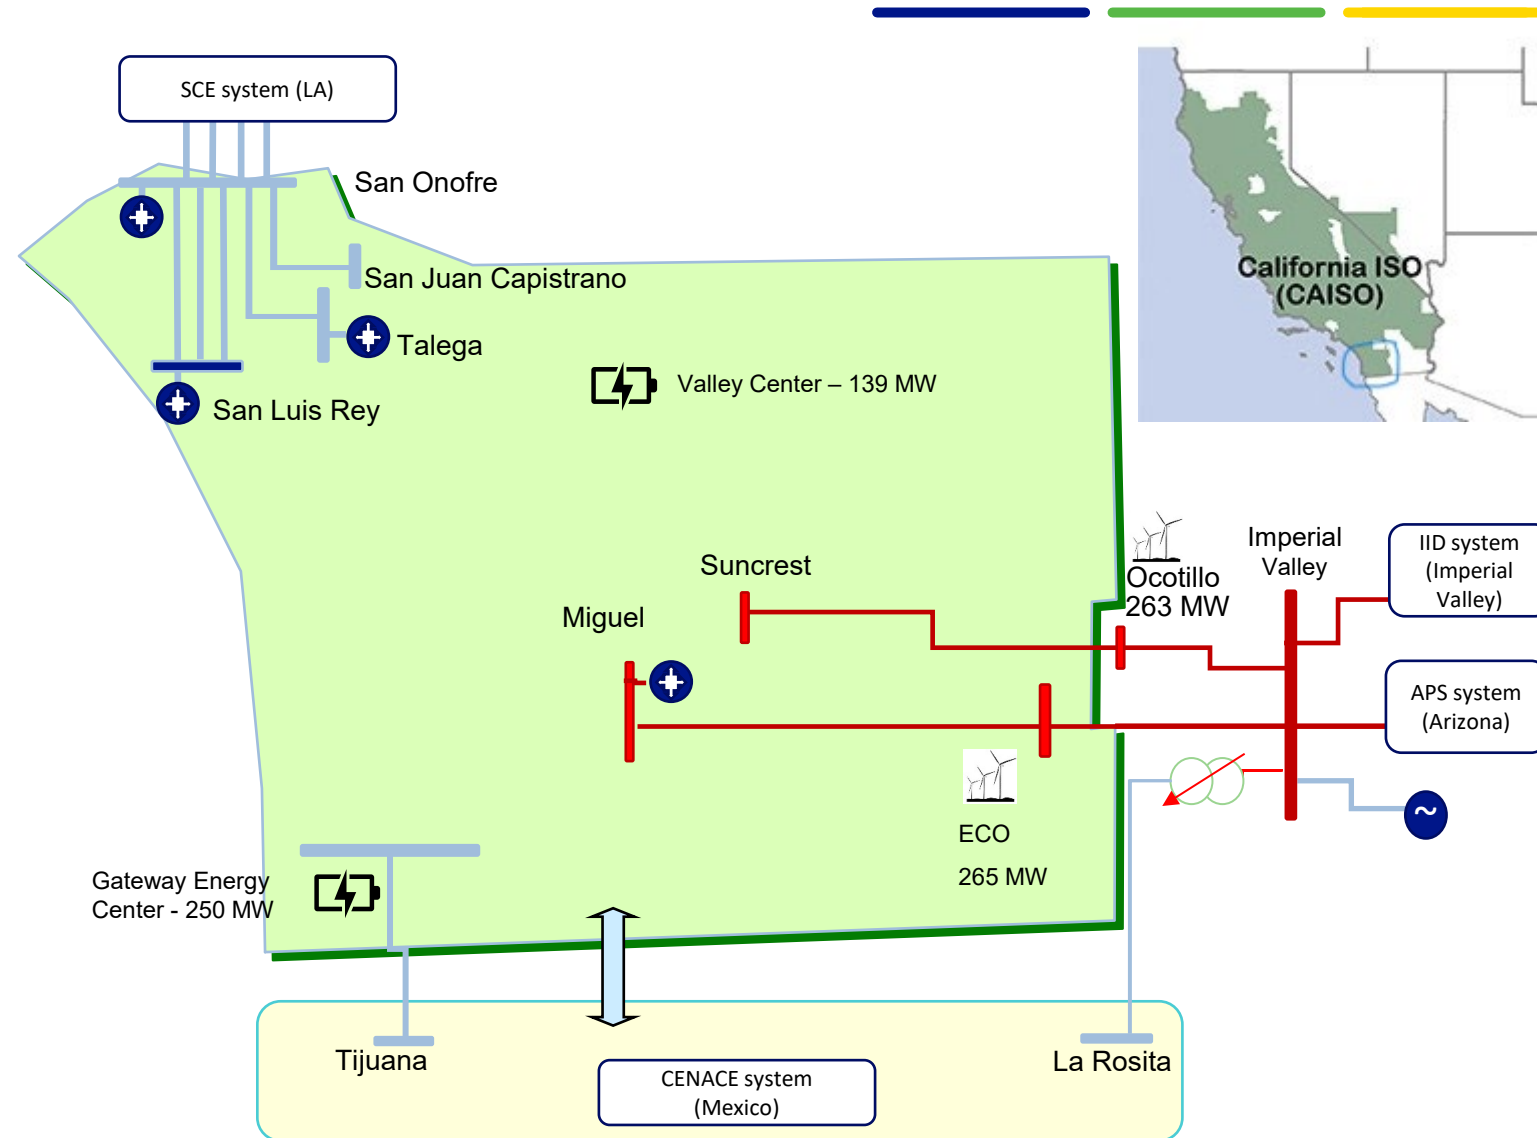 SCE system (LA)
San Onofre
San Juan Capistrano
Talega
San Luis Rey
Valley Center – 139 MW
California ISO
(CAISO)
Suncrest
Miguel
Ocotillo
263 MW
Imperial
Valley
IID system
(Imperial
Valley)
APS system
(Arizona)
~
ECO
265 MW
Gateway Energy
Center - 250 MW
Tijuana
La Rosita
CENACE system
(Mexico)